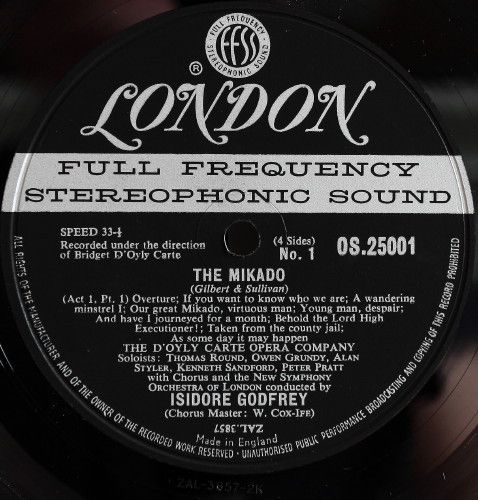 FULL FREQUENCY
FFSS
STEREOPHONIC SOUND
®
LONDON
FULL FREQUENCY
STEREOPHONIC SOUND
SPEED 33-⅓
Recorded under the direction
of Bridget D'Oyly Carte
(4 Sides)
No. 1
OS.25001
THE MIKADO
(Gilbert & Sullivan)
(Act 1, Pt. 1) Overture; If you want to know who we are; A wandering
minstrel I; Our great Mikado, virtuous man; Young man, despair;
And have I journeyed for a month; Behold the Lord High
Executioner!; Taken from the county jail;
As some day it may happen
THE D'OYLY CARTE OPERA COMPANY
Soloists: THOMAS ROUND, OWEN GRUNDY, ALAN
STYLER, KENNETH SANDFORD, PETER PRATT
with CHORUS and THE NEW SYMPHONY
ORCHESTRA OF LONDON conducted by
ISIDORE GODFREY
(Chorus Master: W. COX-IFE)
ZAL.3857
Made in England
ALL RIGHTS OF THE MANUFACTURER AND OF THE OWNER OF THE RECORDED WORK RESERVED · UNAUTHORISED PUBLIC PERFORMANCE BROADCASTING AND COPYING OF THIS RECORD PROHIBITED
ZAL-3857-2K